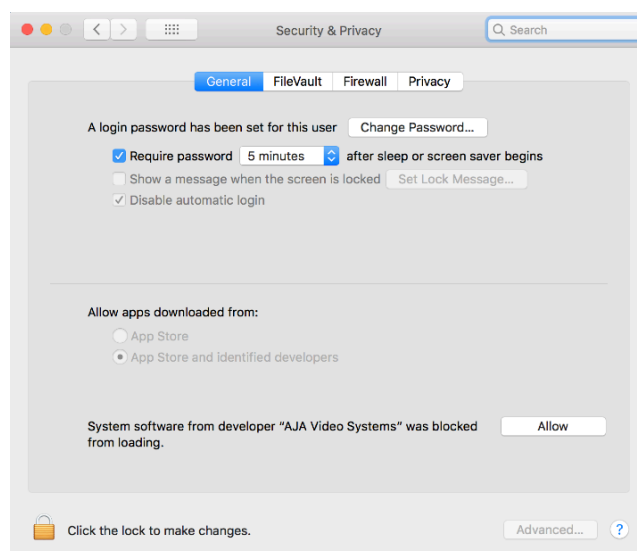 Security & Privacy
Search
General FileVault Firewall Privacy
A login password has been set for this user Change Password...
Require password 5 minutes after sleep or screen saver begins
Show a message when the screen is locked Set Lock Message...
Disable automatic login
Allow apps downloaded from:
App Store
App Store and identified developers
System software from developer “AJA Video Systems” was blocked Allow
from loading.
Click the lock to make changes. Advanced... ?